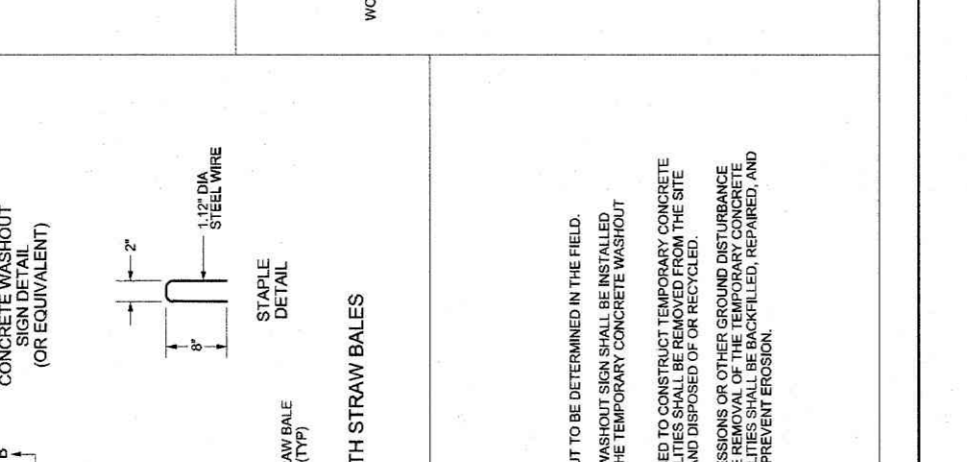 WO
CONCRETE WASHOUT
SIGN DETAIL
(OR EQUIVALENT)
2"
8"
1.12" DIA
STEEL WIRE
STAPLE
DETAIL
AW BALE
(TYP)
B
TH STRAW BALES
UT TO BE DETERMINED IN THE FIELD.
WASHOUT SIGN SHALL BE INSTALLED
HE TEMPORARY CONCRETE WASHOUT
ED TO CONSTRUCT TEMPORARY CONCRETE
LITIES SHALL BE REMOVED FROM THE SITE
AND DISPOSED OF OR RECYCLED.
ESSIONS OR OTHER GROUND DISTURBANCE
E REMOVAL OF THE TEMPORARY CONCRETE
LITIES SHALL BE BACKFILLED, REPAIRED, AND
PREVENT EROSION.